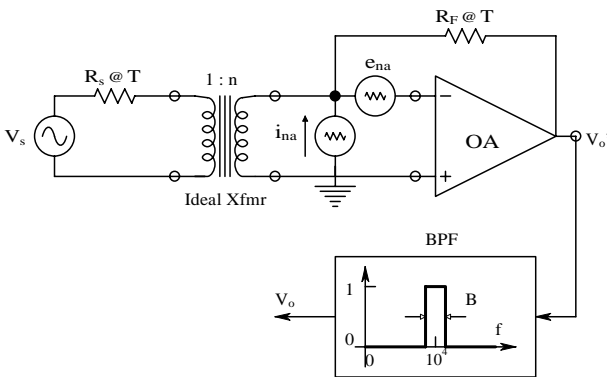 R_F @ T
1 : n
e_na
R_s @ T
V_s
i_na
−
+
OA
V_o'
Ideal Xfmr
BPF
V_o
1
B
f
0
0
10^4